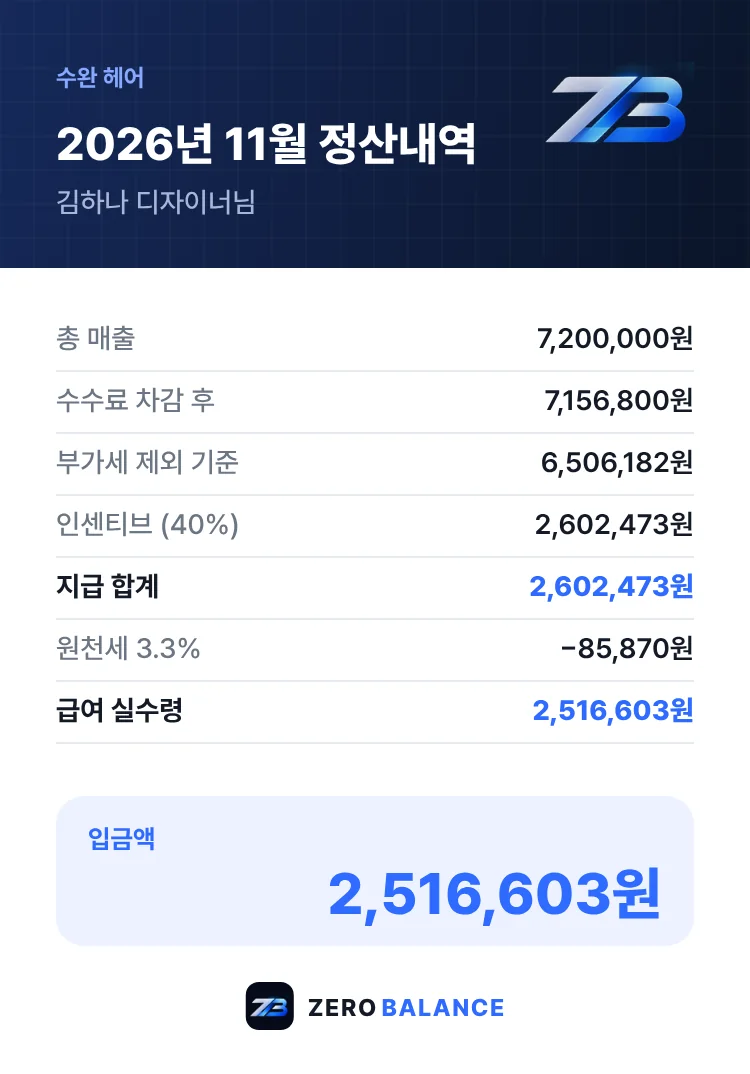 수완 헤어
2026년 11월 정산내역
김하나 디자이너님
ZB
총 매출 7,200,000원
수수료 차감 후 7,156,800원
부가세 제외 기준 6,506,182원
인센티브 (40%) 2,602,473원
지급 합계 2,602,473원
원천세 3.3% −85,870원
급여 실수령 2,516,603원
입금액
2,516,603원
ZB ZERO BALANCE